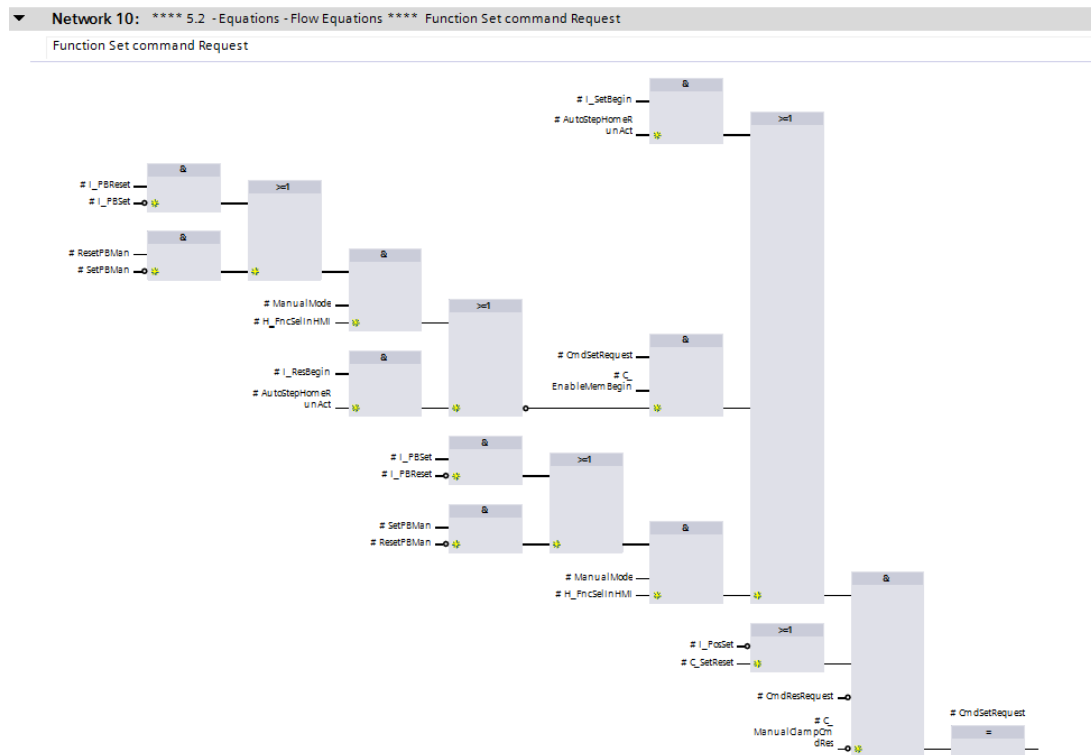 Network 10: **** 5.2 - Equations - Flow Equations **** Function Set command Request
Function Set command Request
&
# I_SetBegin
# AutoStepHomeR
unAct
>=1
&
# I_PBReset
# I_PBSet
>=1
&
# ResetPBMan
# SetPBMan
&
# ManualMode
# H_FncSelInHMI
>=1
&
# I_ResBegin
# AutoStepHomeR
unAct
&
# CmdSetRequest
# C_
EnableMemBegin
&
# I_PBSet
# I_PBReset
>=1
&
# SetPBMan
# ResetPBMan
&
# ManualMode
# H_FncSelInHMI
&
>=1
# I_PosSet
# C_SetReset
# CmdResRequest
# C_
ManualClampCm
dRes
# CmdSetRequest
=